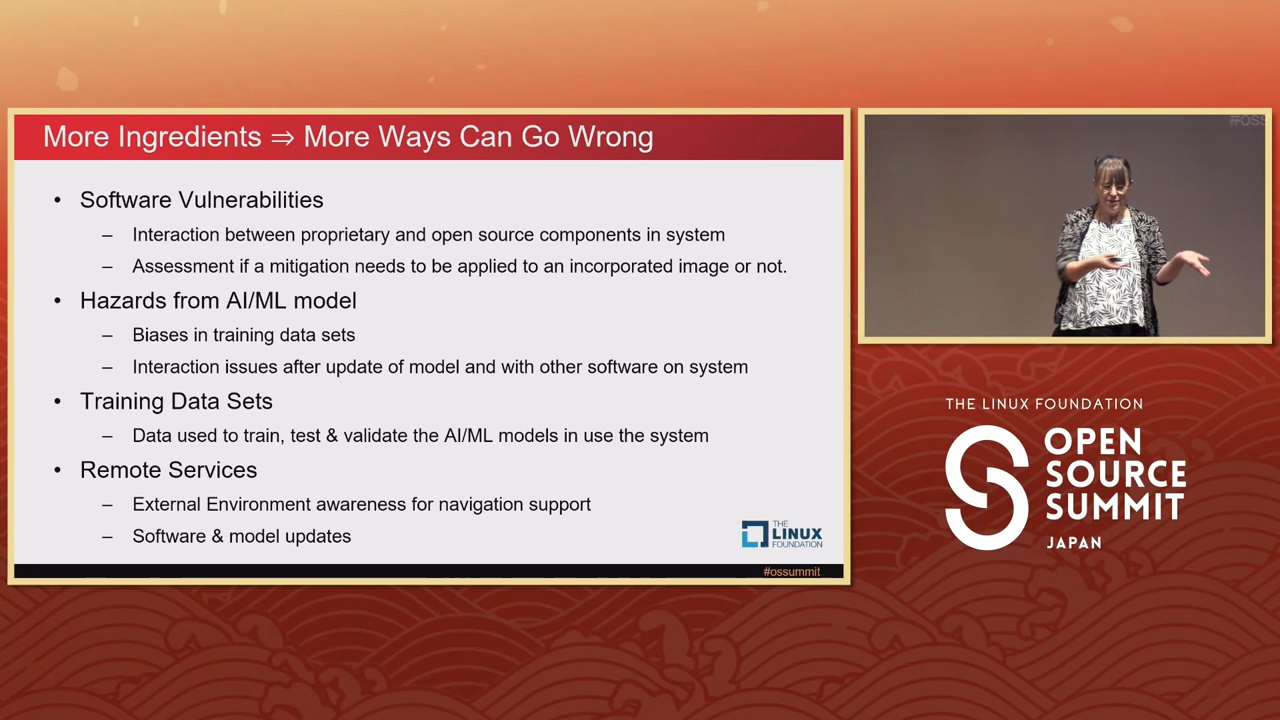 More Ingredients ⇒ More Ways Can Go Wrong
• Software Vulnerabilities
– Interaction between proprietary and open source components in system
– Assessment if a mitigation needs to be applied to an incorporated image or not.
• Hazards from AI/ML model
– Biases in training data sets
– Interaction issues after update of model and with other software on system
• Training Data Sets
– Data used to train, test & validate the AI/ML models in use the system
• Remote Services
– External Environment awareness for navigation support
– Software & model updates
THE
LINUX
FOUNDATION
#ossummit
#oss
THE LINUX FOUNDATION
OPEN
SOURCE
SUMMIT
JAPAN